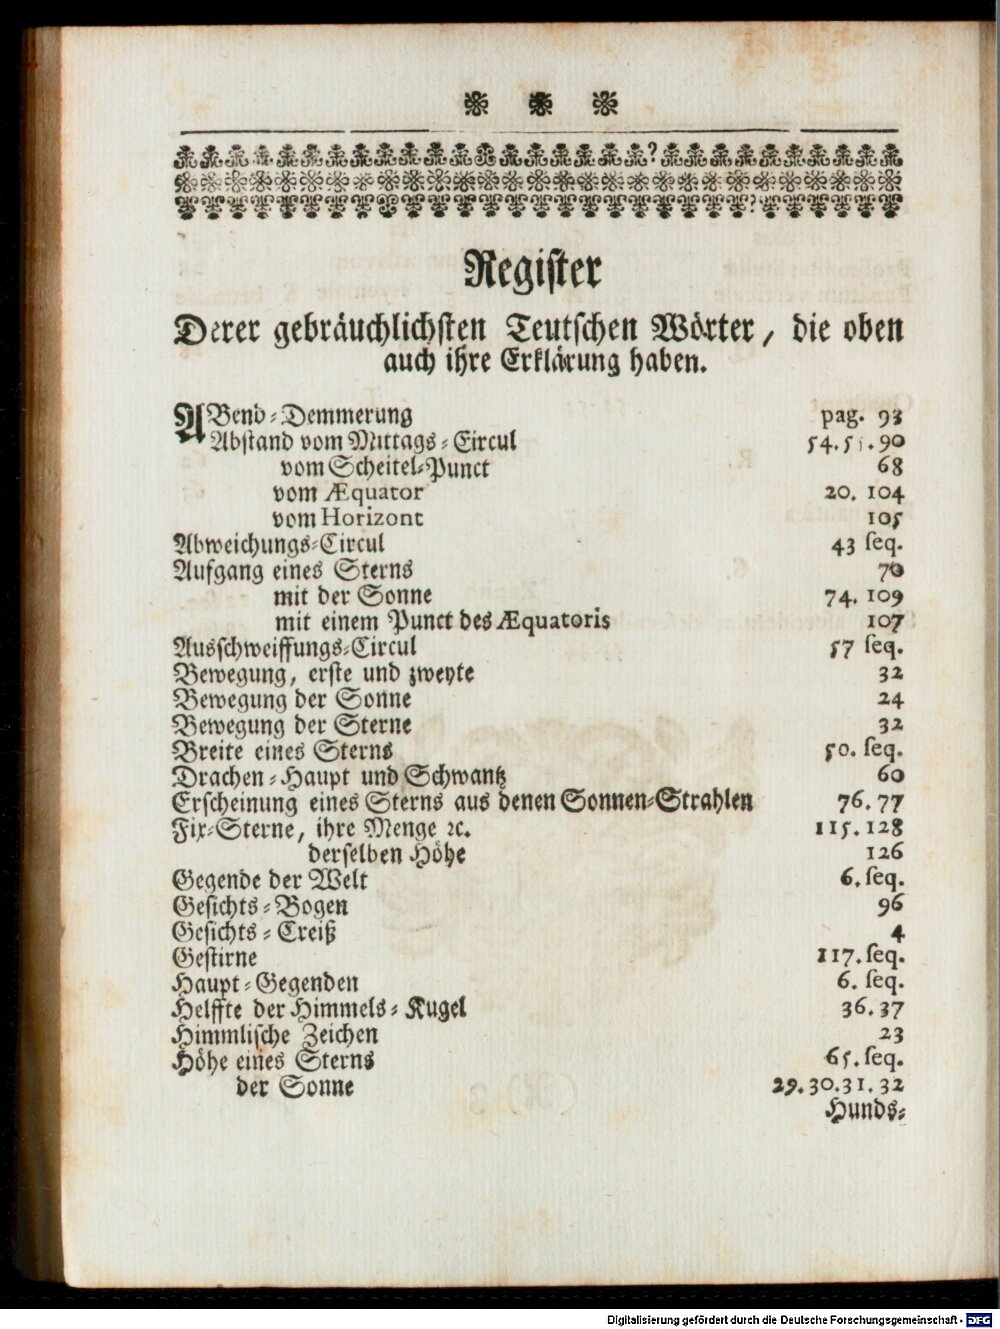 Register
Derer gebräuchlichsten Teutschen Wörter, die oben
auch ihre Erklärung haben.
ABend-Demmerung pag. 93
Abstand vom Mittags-Circul 54. 51. 90
vom Scheitel-Punct 68
vom Æquator 20. 104
vom Horizont 105
Abweichungs-Circul 43 seq.
Aufgang eines Sterns 70
mit der Sonne 74. 109
mit einem Punct des Æquatoris 107
Ausschweiffungs-Circul 57 seq.
Bewegung, erste und zweyte 32
Bewegung der Sonne 24
Bewegung der Sterne 32
Breite eines Sterns 50. seq.
Drachen-Haupt und Schwantz 60
Erscheinung eines Sterns aus denen Sonnen-Strahlen 76. 77
Fix-Sterne, ihre Menge ꝛc. 115. 128
derselben Höhe 126
Gegende der Welt 6. seq.
Gesichts-Bogen 96
Gesichts-Creiß 4
Gestirne 117. seq.
Haupt-Gegenden 6. seq.
Helffte der Himmels-Kugel 36. 37
Himmlische Zeichen 23
Höhe eines Sterns 65. seq.
der Sonne 29. 30. 31. 32
Hunds-
Digitalisierung gefördert durch die Deutsche Forschungsgemeinschaft - DFG